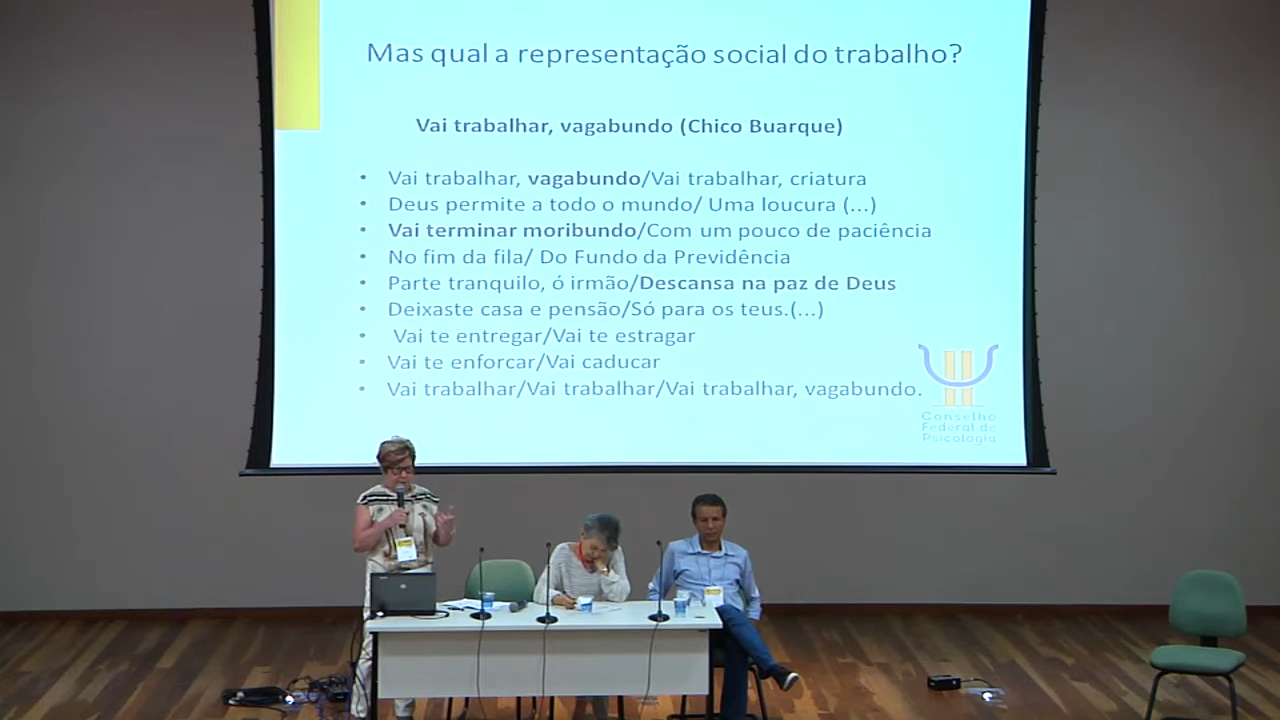 Mas qual a representação social do trabalho?
Vai trabalhar, vagabundo (Chico Buarque)
• Vai trabalhar, vagabundo/Vai trabalhar, criatura
• Deus permite a todo o mundo/ Uma loucura (...)
• Vai terminar moribundo/Com um pouco de paciência
• No fim da fila/ Do Fundo da Previdência
• Parte tranquilo, ó irmão/Descansa na paz de Deus
• Deixaste casa e pensão/Só para os teus.(...)
• Vai te entregar/Vai te estragar
• Vai te enforcar/Vai caducar
• Vai trabalhar/Vai trabalhar/Vai trabalhar, vagabundo.
Conselho
Federal de
Psicologia